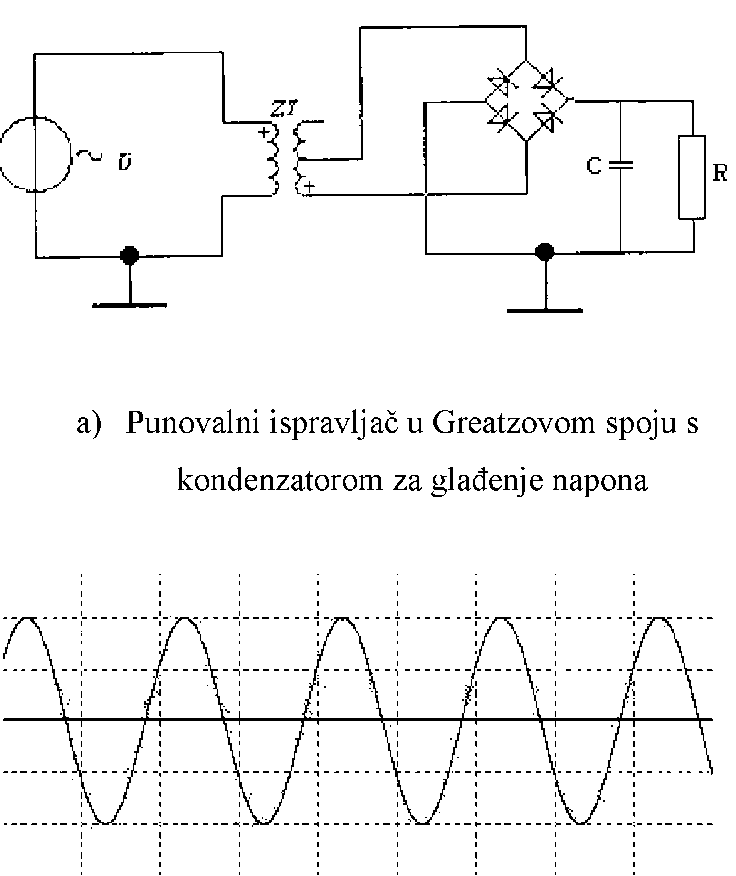 ZT
+
~ U
+
C
R
a) Punovalni ispravljač u Greatzovom spoju s
kondenzatorom za glađenje napona